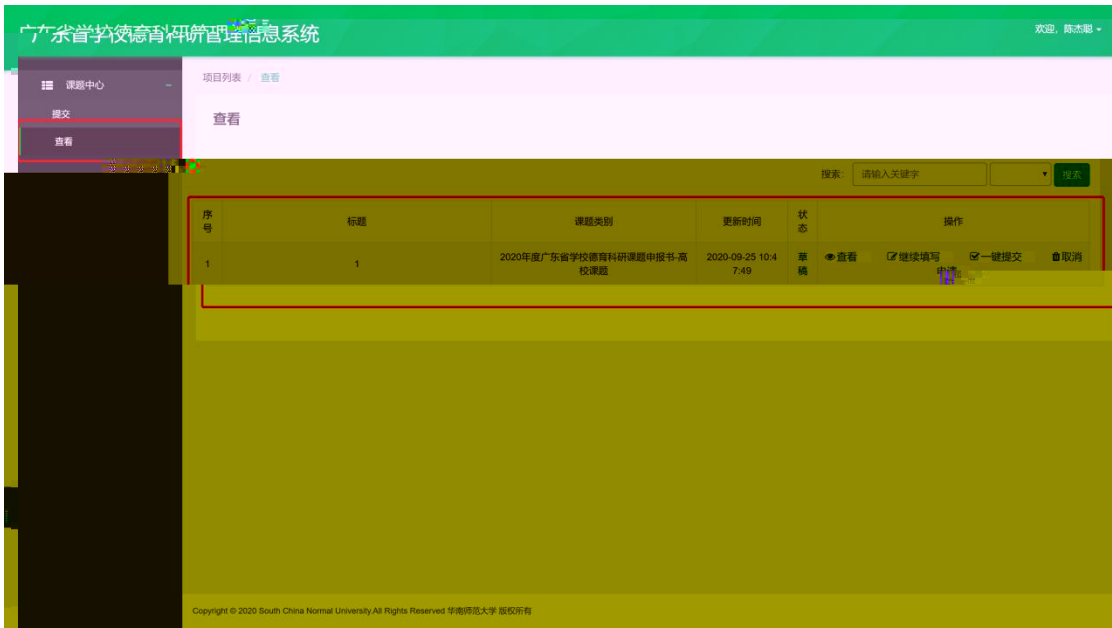 广东省学校德育科研管理信息系统
欢迎, 陈杰聪
课题中心
提交
查看
项目列表 / 查看
查看
搜索: 请输入关键字 搜索
序号 标题 课题类别 更新时间 状态 操作
1 1 2020年度广东省学校德育科研课题申报书-高 2020-09-25 10:4 草 查看 继续填写 一键提交 取消
校课题 7:49 稿 申请
Copyright © 2020 South China Normal University.All Rights Reserved 华南师范大学 版权所有